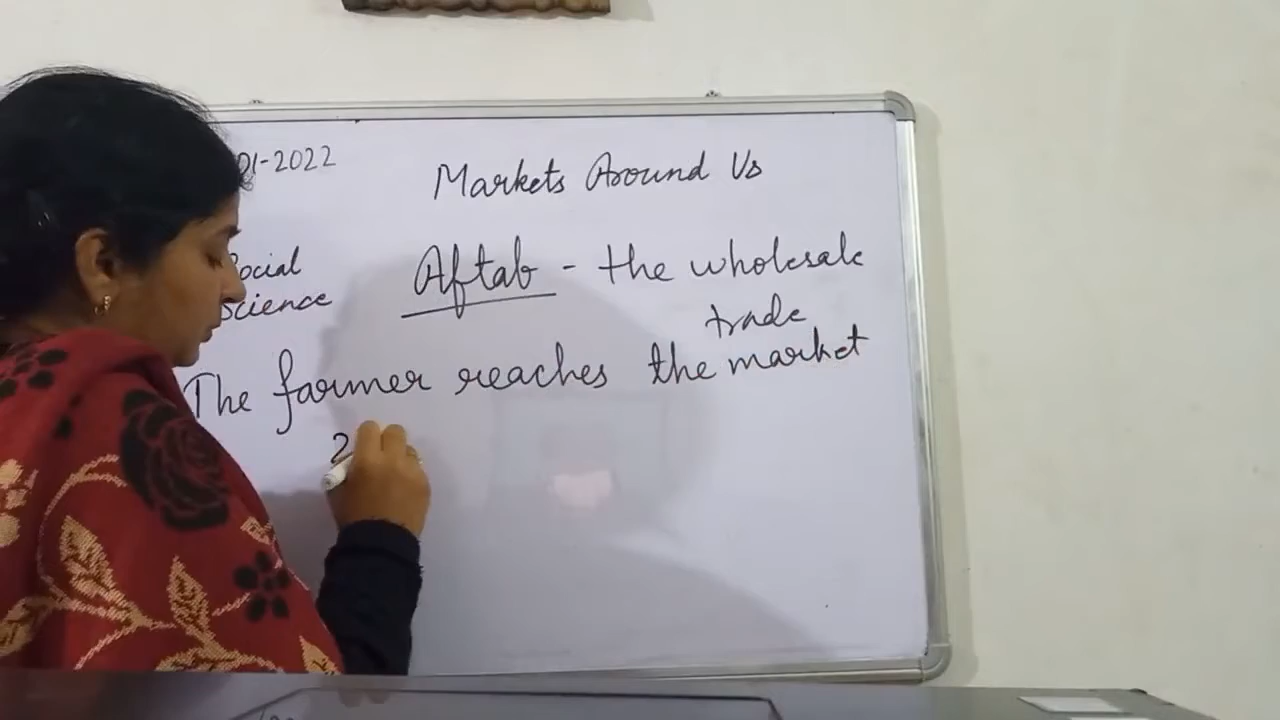 01-2022
Markets Around Us
Social
Science
Aftab - the wholesale
trade
The farmer reaches the market
2